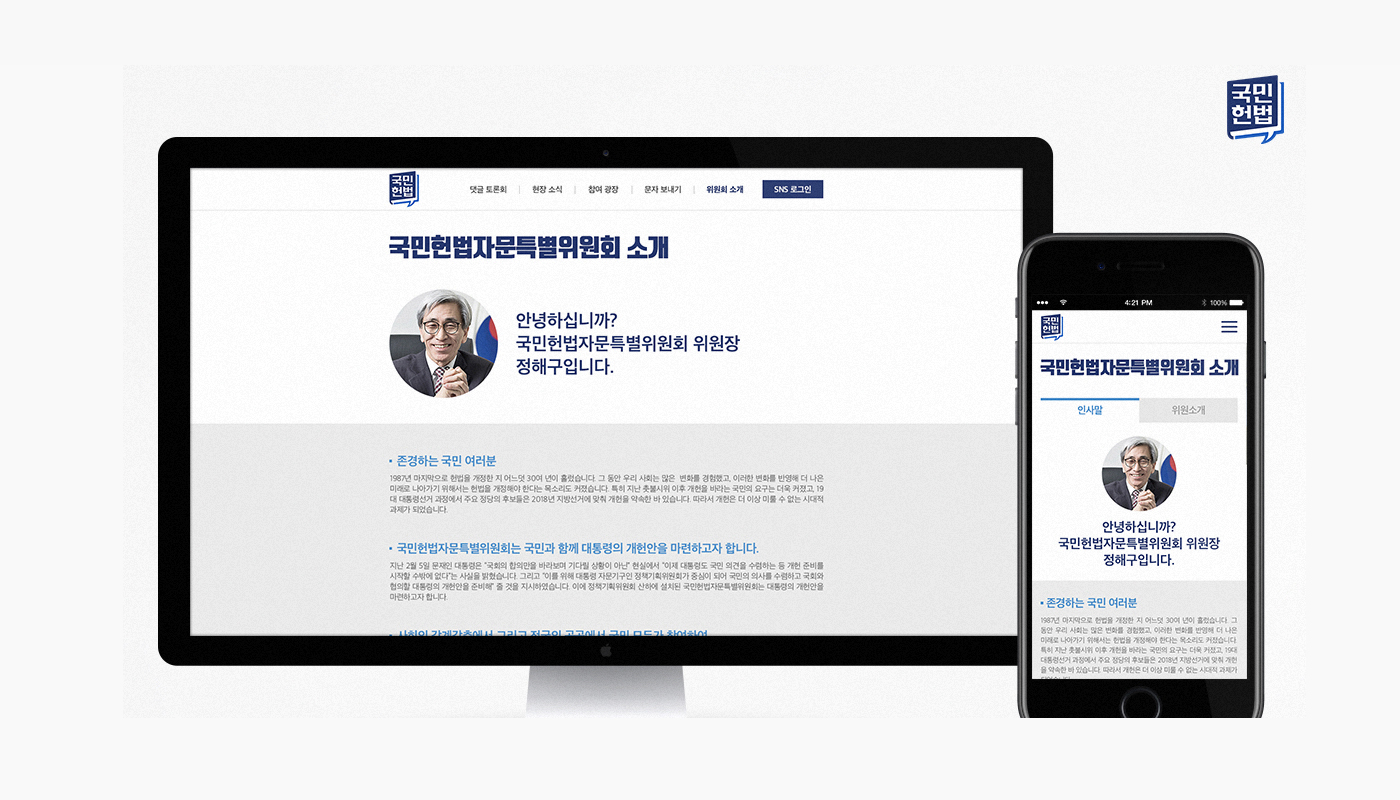 국민
헌법
국민
헌법
댓글 토론회
현장 소식
참여 광장
문자 보내기
위원회 소개
SNS 로그인
국민헌법자문특별위원회 소개
안녕하십니까?
국민헌법자문특별위원회 위원장
정해구입니다.
• 존경하는 국민 여러분
1987년 마지막으로 헌법을 개정한 지 어느덧 30여 년이 흘렀습니다. 그 동안 우리 사회는 많은 변화를 경험했고, 이러한 변화를 반영해 더 나은
미래로 나아가기 위해서는 헌법을 개정해야 한다는 목소리도 커졌습니다. 특히 지난 촛불시위 이후 개헌을 바라는 국민의 요구는 더욱 커졌고, 19
대 대통령선거 과정에서 주요 정당의 후보들은 2018년 지방선거에 맞춰 개헌을 약속한 바 있습니다. 따라서 개헌은 더 이상 미룰 수 없는 시대적
과제가 되었습니다.
• 국민헌법자문특별위원회는 국민과 함께 대통령의 개헌안을 마련하고자 합니다.
지난 2월 5일 문재인 대통령은 "국회의 합의만을 바라보며 기다릴 상황이 아닌" 현실에서 "이제 대통령도 국민 의견을 수렴하는 등 개헌 준비를
시작할 수밖에 없다"는 사실을 밝혔습니다. 그리고 "이를 위해 대통령 자문기구인 정책기획위원회가 중심이 되어 국민의 의사를 수렴하고 국회와
협의할 대통령의 개헌안을 준비해" 줄 것을 지시하였습니다. 이에 정책기획위원회 산하에 설치된 국민헌법자문특별위원회는 대통령의 개헌안을
마련하고자 합니다.
4:21 PM
100%
국민
헌법
국민헌법자문특별위원회 소개
인사말
위원소개
안녕하십니까?
국민헌법자문특별위원회 위원장
정해구입니다.
• 존경하는 국민 여러분
1987년 마지막으로 헌법을 개정한 지 어느덧 30여 년이 흘렀습니다. 그
동안 우리 사회는 많은 변화를 경험했고, 이러한 변화를 반영해 더 나은
미래로 나아가기 위해서는 헌법을 개정해야 한다는 목소리도 커졌습니다.
특히 지난 촛불시위 이후 개헌을 바라는 국민의 요구는 더욱 커졌고, 19대
대통령선거 과정에서 주요 정당의 후보들은 2018년 지방선거에 맞춰 개헌
을 약속한 바 있습니다. 따라서 개헌은 더 이상 미룰 수 없는 시대적 과제가